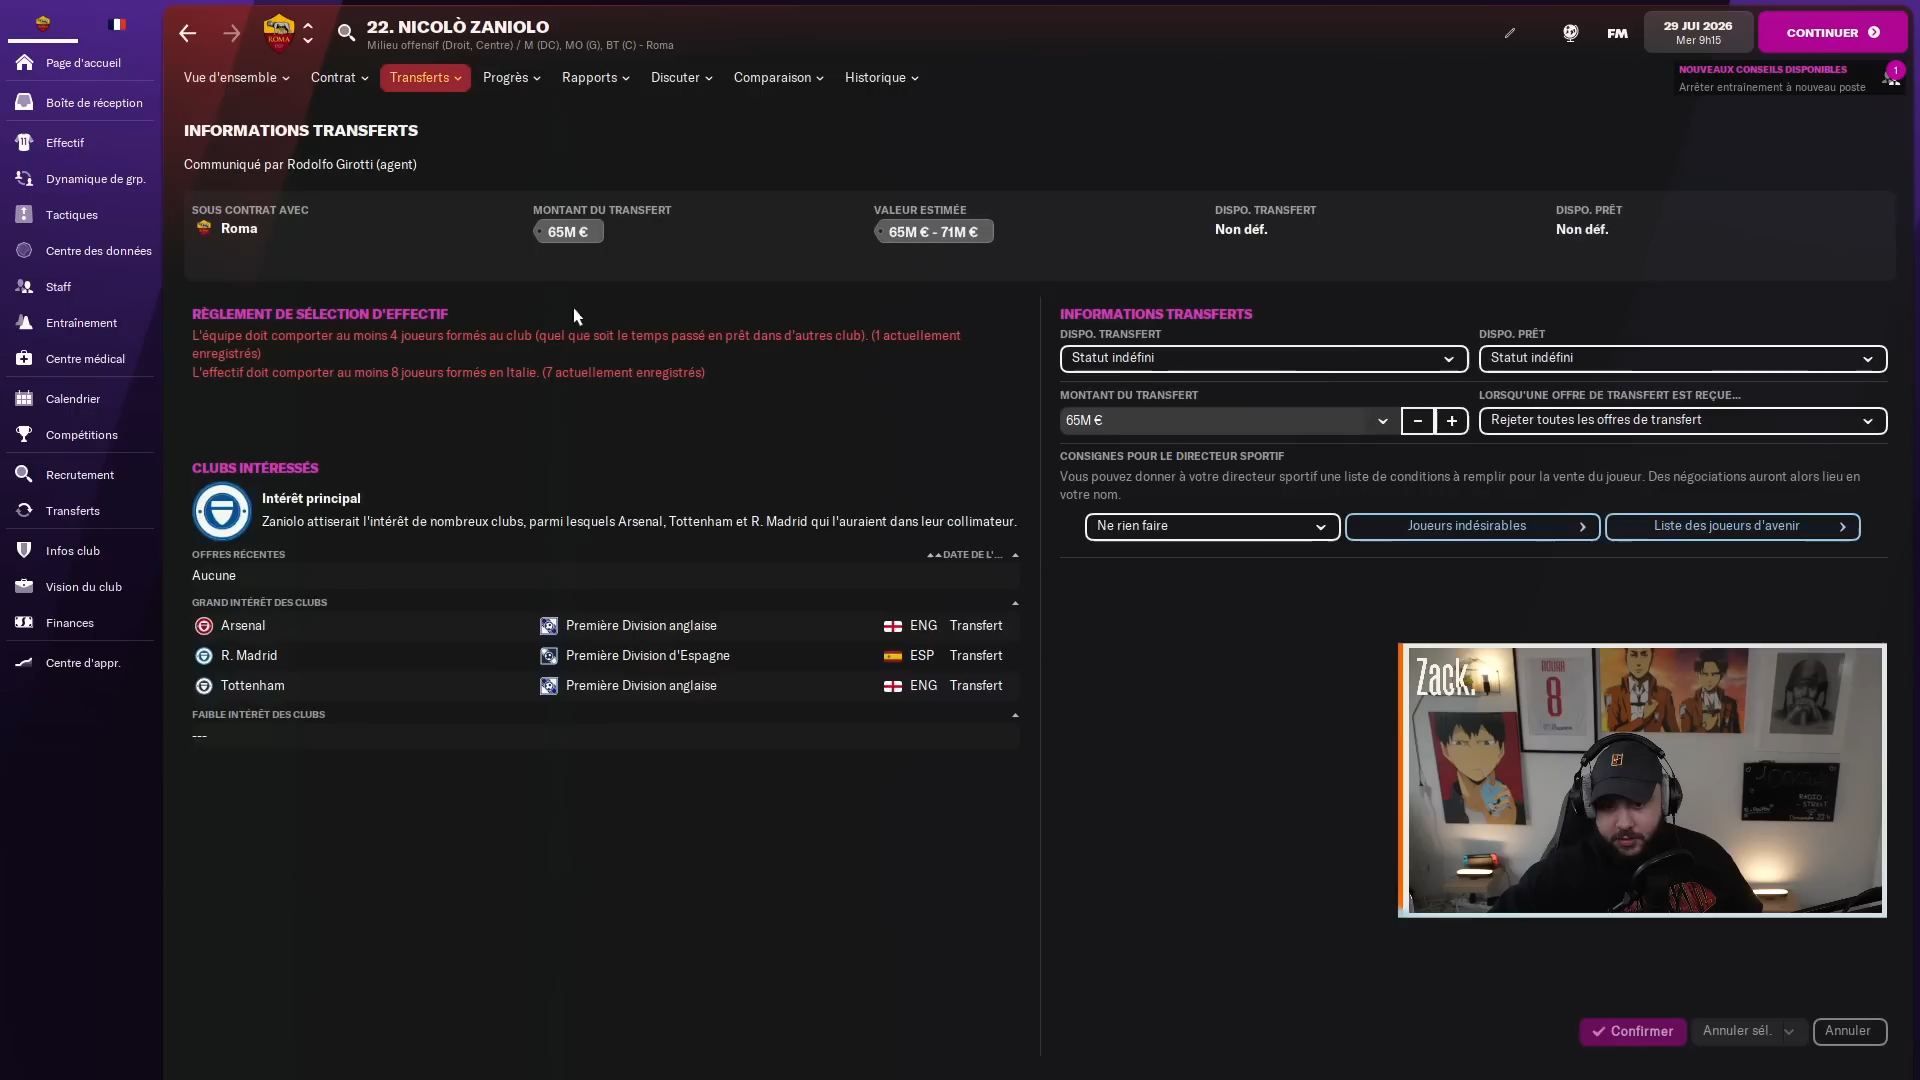 22. NICOLÒ ZANIOLO
Milieu offensif (Droit, Centre) / M (DC), MO (G), BT (C) - Roma
FM
29 JUI 2026
Mer 9h15
CONTINUER
NOUVEAUX CONSEILS DISPONIBLES
1
Arrêter entraînement à nouveau poste
Vue d'ensemble
Contrat
Transferts
Progrès
Rapports
Discuter
Comparaison
Historique
Page d'accueil
Boîte de réception
Effectif
Dynamique de grp.
Tactiques
Centre des données
Staff
Entraînement
Centre médical
Calendrier
Compétitions
Recrutement
Transferts
Infos club
Vision du club
Finances
Centre d'appr.
INFORMATIONS TRANSFERTS
Communiqué par Rodolfo Girotti (agent)
SOUS CONTRAT AVEC
Roma
MONTANT DU TRANSFERT
65M €
VALEUR ESTIMÉE
65M € - 71M €
DISPO. TRANSFERT
Non déf.
DISPO. PRÊT
Non déf.
RÈGLEMENT DE SÉLECTION D'EFFECTIF
L'équipe doit comporter au moins 4 joueurs formés au club (quel que soit le temps passé en prêt dans d'autres club). (1 actuellement
enregistrés)
L'effectif doit comporter au moins 8 joueurs formés en Italie. (7 actuellement enregistrés)
CLUBS INTÉRESSÉS
Intérêt principal
Zaniolo attiserait l'intérêt de nombreux clubs, parmi lesquels Arsenal, Tottenham et R. Madrid qui l'auraient dans leur collimateur.
OFFRES RÉCENTES
DATE DE L'...
Aucune
GRAND INTÉRÊT DES CLUBS
Arsenal Première Division anglaise ENG Transfert
R. Madrid Première Division d'Espagne ESP Transfert
Tottenham Première Division anglaise ENG Transfert
FAIBLE INTÉRÊT DES CLUBS
---
INFORMATIONS TRANSFERTS
DISPO. TRANSFERT
Statut indéfini
DISPO. PRÊT
Statut indéfini
MONTANT DU TRANSFERT
65M €
- +
LORSQU'UNE OFFRE DE TRANSFERT EST REÇUE...
Rejeter toutes les offres de transfert
CONSIGNES POUR LE DIRECTEUR SPORTIF
Vous pouvez donner à votre directeur sportif une liste de conditions à remplir pour la vente du joueur. Des négociations auront alors lieu en
votre nom.
Ne rien faire
Joueurs indésirables
Liste des joueurs d'avenir
Zack.
8
RADIO
STREET
Confirmer
Annuler sél.
Annuler